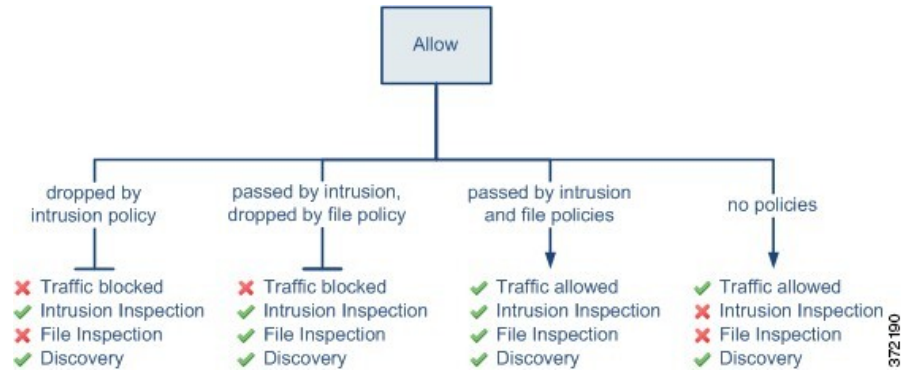 Allow
dropped by
intrusion policy
passed by intrusion,
dropped by file policy
passed by intrusion
and file policies
no policies
Traffic blocked
Intrusion Inspection
File Inspection
Discovery
Traffic blocked
Intrusion Inspection
File Inspection
Discovery
Traffic allowed
Intrusion Inspection
File Inspection
Discovery
Traffic allowed
Intrusion Inspection
File Inspection
Discovery
372190